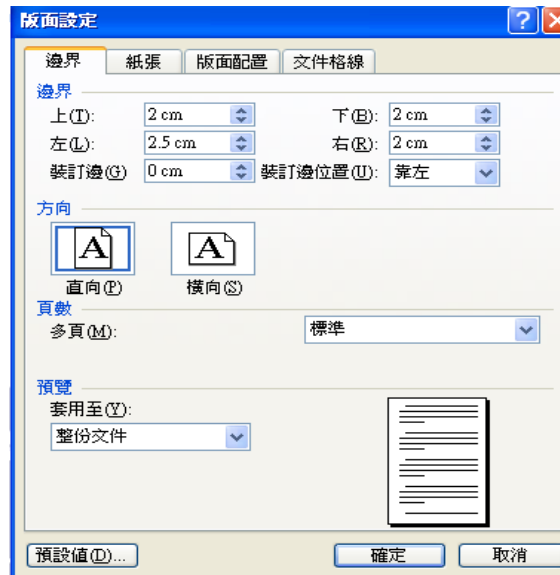 版面設定
邊界 紙張 版面配置 文件格線
邊界
上(T): 2 cm 下(B): 2 cm
左(L): 2.5 cm 右(R): 2 cm
裝訂邊(G) 0 cm 裝訂邊位置(U): 靠左
方向
A A
直向(P) 橫向(S)
頁數
多頁(M): 標準
預覽
套用至(Y):
整份文件
預設値(D)... 確定 取消